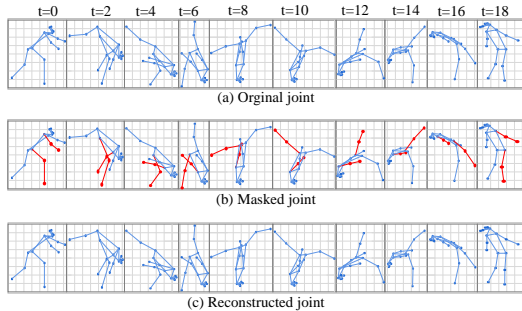 t=0 t=2 t=4 t=6 t=8 t=10 t=12 t=14 t=16 t=18
(a) Orginal joint
(b) Masked joint
(c) Reconstructed joint